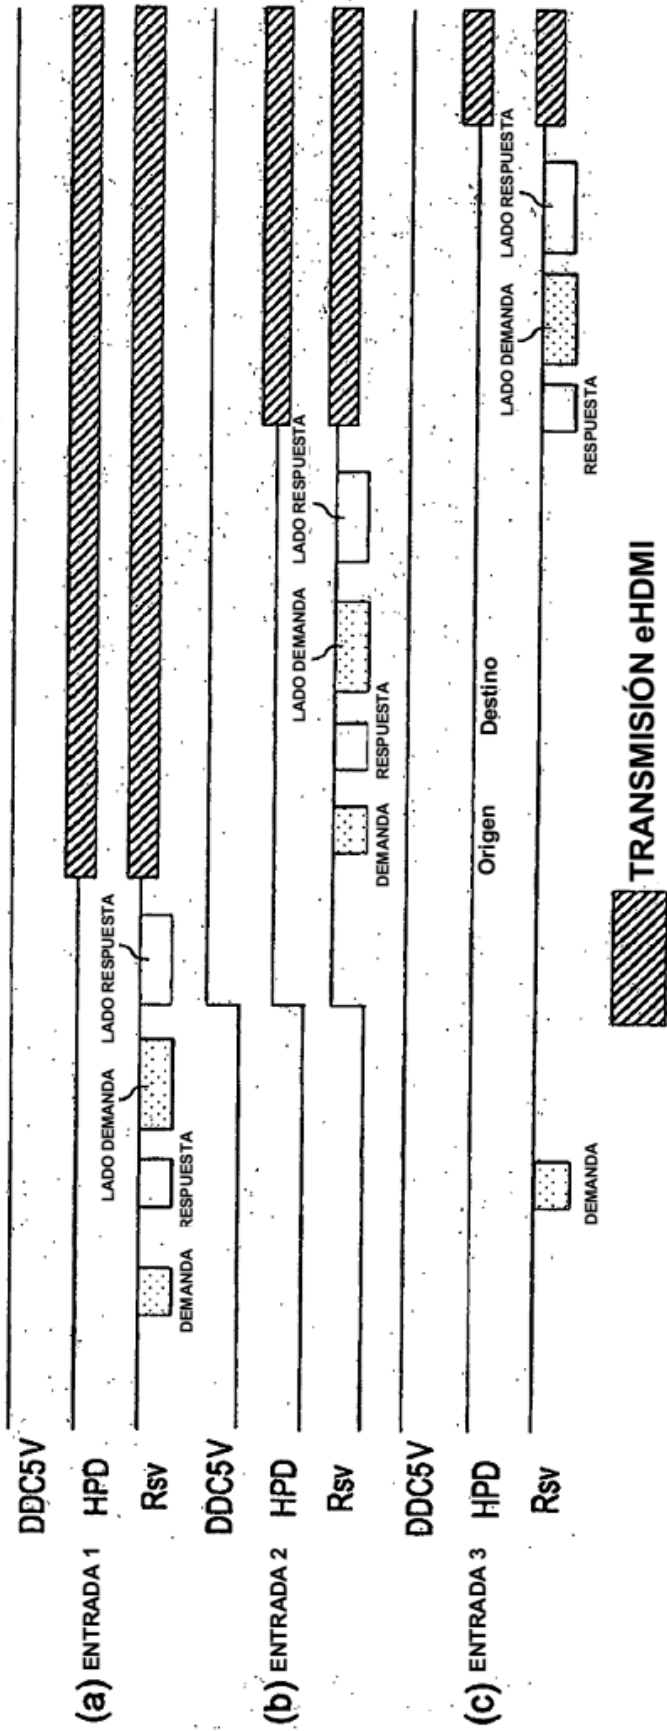 (a) ENTRADA 1
DDC5V
HPD
Rsv
DEMANDA
RESPUESTA
LADO DEMANDA
LADO RESPUESTA
(b) ENTRADA 2
DDC5V
HPD
Rsv
DEMANDA
RESPUESTA
LADO DEMANDA
LADO RESPUESTA
(c) ENTRADA 3
DDC5V
HPD
Rsv
Origen
Destino
DEMANDA
RESPUESTA
LADO DEMANDA
LADO RESPUESTA
TRANSMISIÓN eHDMI